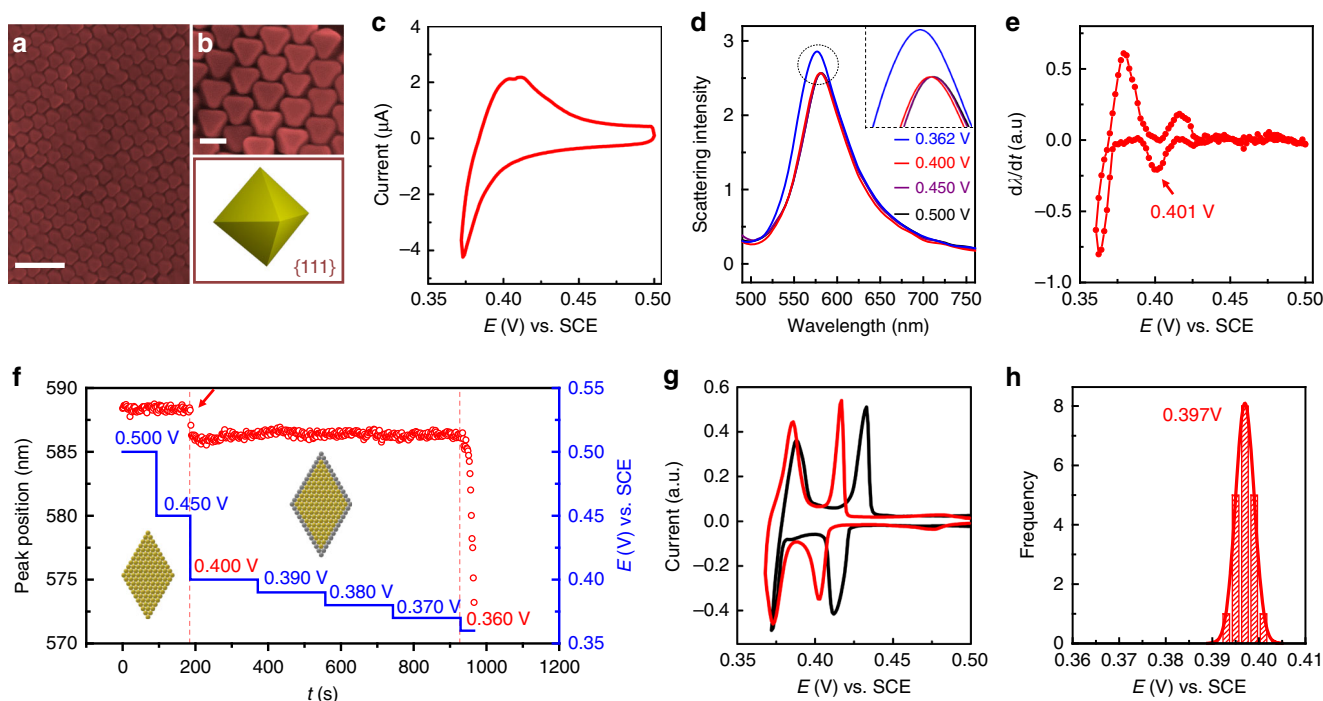 a
b
{111}
c
Current (μA)
4
2
0
−2
−4
0.35 0.40 0.45 0.50
E (V) vs. SCE
d
Scattering intensity
3
2
1
0
0.362 V
0.400 V
0.450 V
0.500 V
500 550 600 650 700 750
Wavelength (nm)
e
dλ/dt (a.u)
0.5
0.0
−0.5
−1.0
0.401 V
0.35 0.40 0.45 0.50
E (V) vs. SCE
f
Peak position (nm)
590
585
580
575
570
0.500 V
0.450 V
0.400 V
0.390 V
0.380 V
0.370 V
0.360 V
0.55
0.50
0.45
0.40
0.35
E (V) vs. SCE
0 200 400 600 800 1000 1200
t (s)
g
Current (a.u.)
0.6
0.4
0.2
0.0
−0.2
−0.4
0.35 0.40 0.45 0.50
E (V) vs. SCE
h
Frequency
8
6
4
2
0
0.397V
0.36 0.37 0.38 0.39 0.40 0.41
E (V) vs. SCE